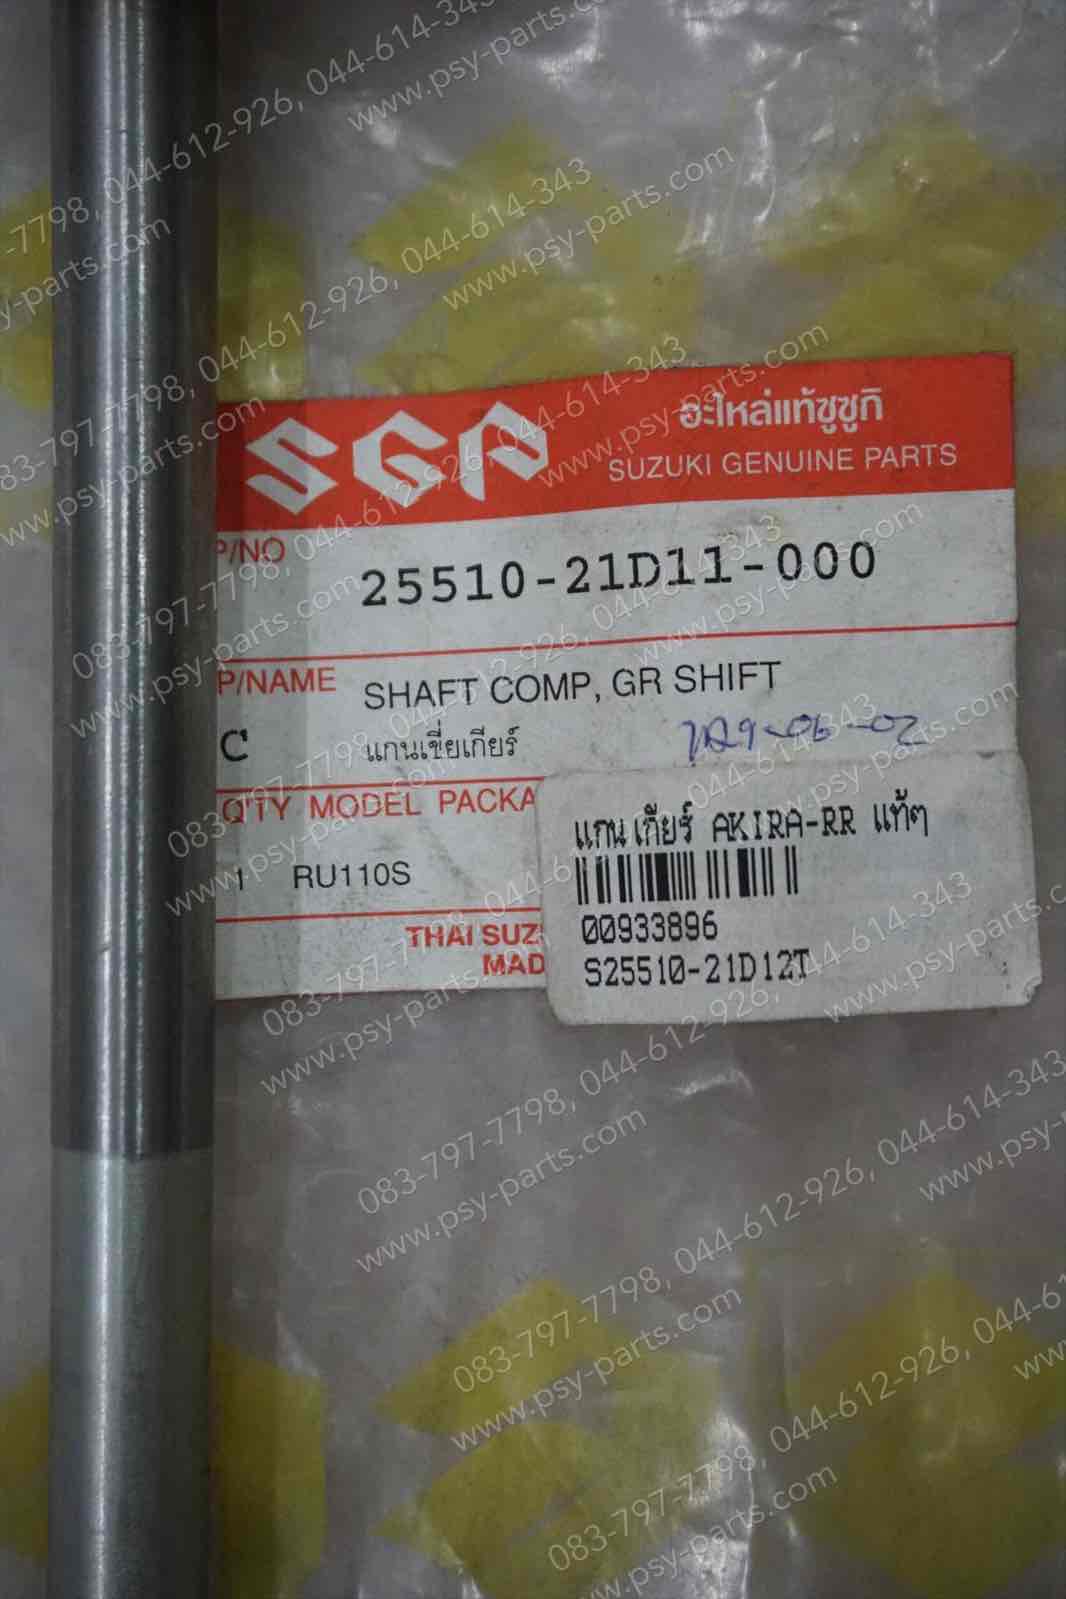 SGP
อะไหล่แท้ซูซูกิ
SUZUKI GENUINE PARTS
P/NO
25510-21D11-000
P/NAME
SHAFT COMP, GR SHIFT
C
แกนเขี่ยเกียร์
Q'TY MODEL PACKA
1 RU110S
THAI SUZ
MAD
แกนเกียร์ AKIRA-RR แท้ๆ
00933896
S25510-21D12T
083-797-7798, 044-612-926, 044-614-343
www.psy-parts.com